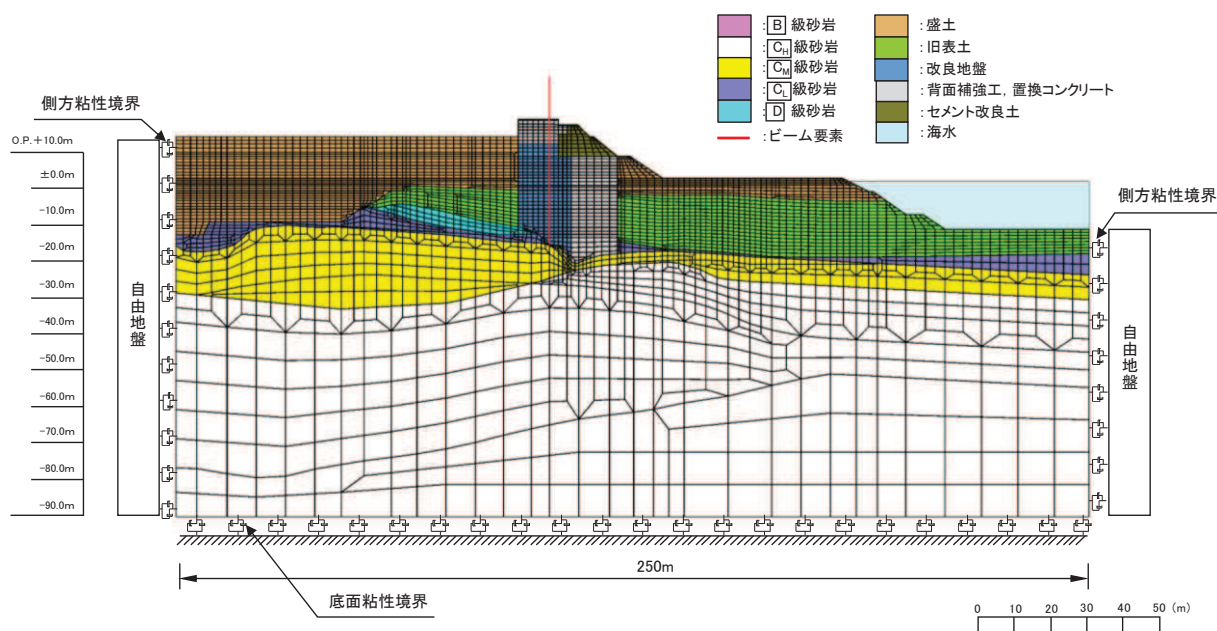 :B 級砂岩
:CH 級砂岩
:CM 級砂岩
:CL 級砂岩
:D 級砂岩
:ビーム要素
:盛土
:旧表土
:改良地盤
:背面補強工, 置換コンクリート
:セメント改良土
:海水
側方粘性境界
O.P.+10.0m
±0.0m
-10.0m
-20.0m
-30.0m
-40.0m
-50.0m
-60.0m
-70.0m
-80.0m
-90.0m
自由地盤
側方粘性境界
自由地盤
250m
底面粘性境界
0 10 20 30 40 50 (m)